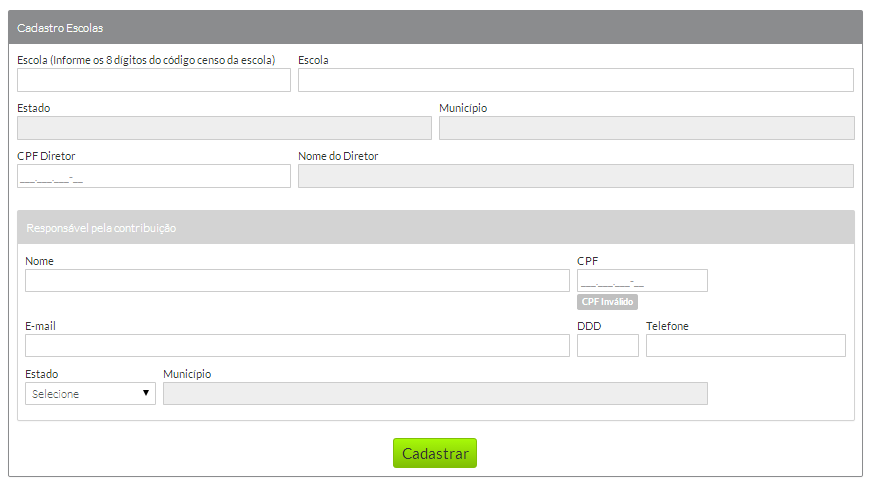 Cadastro Escolas
Escola (Informe os 8 dígitos do código censo da escola) Escola
Estado Município
CPF Diretor Nome do Diretor
___.___.___-__
Responsável pela contribuição
Nome CPF
___.___.___-__
CPF Inválido
E-mail DDD Telefone
Estado Município
Selecione
Cadastrar